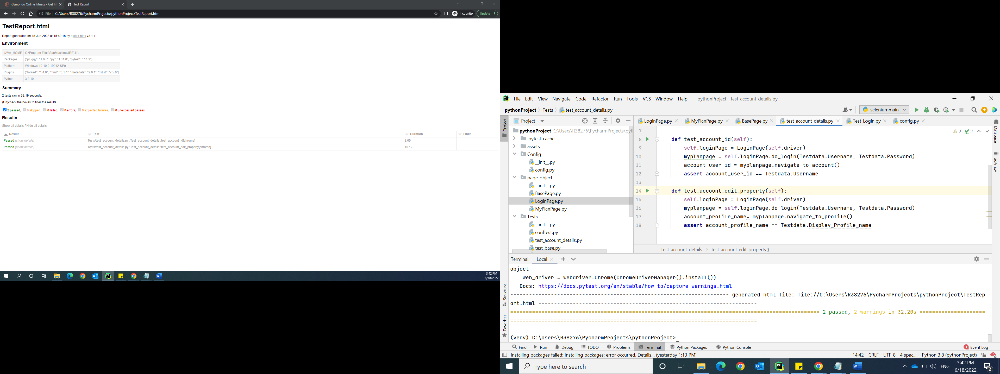 Gymondo Online Fitness - Get Fi
Test Report
File
C:/Users/R38276/PycharmProjects/pythonProject/TestReport.html
Incognito
Update
TestReport.html
Report generated on 18-Jun-2022 at 15:40:18 by pytest-html v3.1.1
Environment
JAVA_HOME C:\Program Files\SapMachine\JRE\11\
Packages {"pluggy": "1.0.0", "py": "1.11.0", "pytest": "7.1.2"}
Platform Windows-10-10.0.19042-SP0
Plugins {"forked": "1.4.0", "html": "3.1.1", "metadata": "2.0.1", "xdist": "2.5.0"}
Python 3.8.10
Summary
2 tests ran in 32.19 seconds.
(Un)check the boxes to filter the results.
2 passed, 0 skipped, 0 failed, 0 errors, 0 expected failures, 0 unexpected passes
Results
Show all details / Hide all details
Result Test Duration Links
Passed (show details) Tests/test_account_details.py::Test_account_details::test_account_id[chrome] 8.05
Passed (show details) Tests/test_account_details.py::Test_account_details::test_account_edit_property[chrome] 10.12
3:42 PM
6/18/2022
File Edit View Navigate Code Refactor Run Tools VCS Window Help pythonProject - test_account_details.py
pythonProject Tests test_account_details.py
seleniummain
Project
LoginPage.py MyPlanPage.py BasePage.py test_account_details.py Test_Login.py config.py
Project
pythonProject C:\Users\R38276\PycharmProjects\pyt
.pytest_cache
assets
Config
__init__.py
config.py
page_object
__init__.py
BasePage.py
LoginPage.py
MyPlanPage.py
Tests
__init__.py
conftest.py
test_account_details.py
test_base.py
2 2
7
8 def test_account_id(self):
9 self.loginPage = LoginPage(self.driver)
10 myplanpage = self.loginPage.do_login(Testdata.Username, Testdata.Password)
11 account_user_id = myplanpage.navigate_to_account()
12 assert account_user_id == Testdata.Username
13
14 def test_account_edit_property(self):
15 self.loginPage = LoginPage(self.driver)
16 myplanpage = self.loginPage.do_login(Testdata.Username, Testdata.Password)
17 account_profile_name= myplanpage.navigate_to_profile()
18 assert account_profile_name == Testdata.Display_Profile_name
Test_account_details test_account_edit_property()
Database
SciView
Structure
Favorites
Terminal: Local
object
web_driver = webdriver.Chrome(ChromeDriverManager().install())
-- Docs: https://docs.pytest.org/en/stable/how-to/capture-warnings.html
---------------------------------------------------------------------- generated html file: file://C:\Users\R38276\PycharmProjects\pythonProject\TestRep
ort.html ----------------------------------------------------------------------
=================================================================================================== 2 passed, 2 warnings in 32.20s =====================
===============================================================================
(venv) C:\Users\R38276\PycharmProjects\pythonProject>
Find Run Debug TODO Problems Terminal Python Packages Python Console 1 Event Log
Installing packages failed: Installing packages: error occurred. Details... (yesterday 1:13 PM) 14:42 CRLF UTF-8 4 spac... Python 3.8 (pythonProject)
Type here to search
ENG
3:42 PM
6/18/2022
2